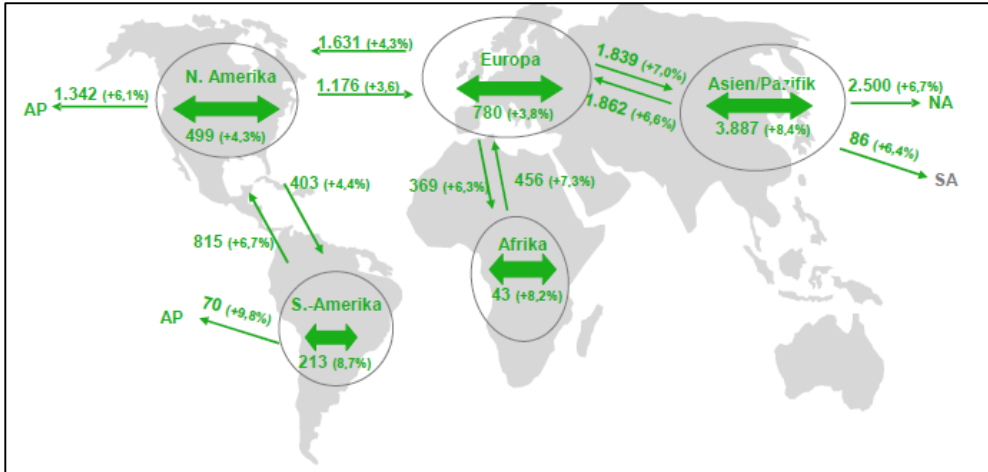 1.631 (+4,3%)
N. Amerika
1.342 (+6,1%)
AP
499 (+4,3%)
1.176 (+3,6)
Europa
780 (+3,8%)
1.839 (+7,0%)
1.862 (+6,6%)
Asien/Pazifik
3.887 (+8,4%)
2.500 (+6,7%)
NA
86 (+6,4%)
SA
403 (+4,4%)
369 (+6,3%)
456 (+7,3%)
815 (+6,7%)
Afrika
43 (+8,2%)
S.-Amerika
213 (8,7%)
70 (+9,8%)
AP